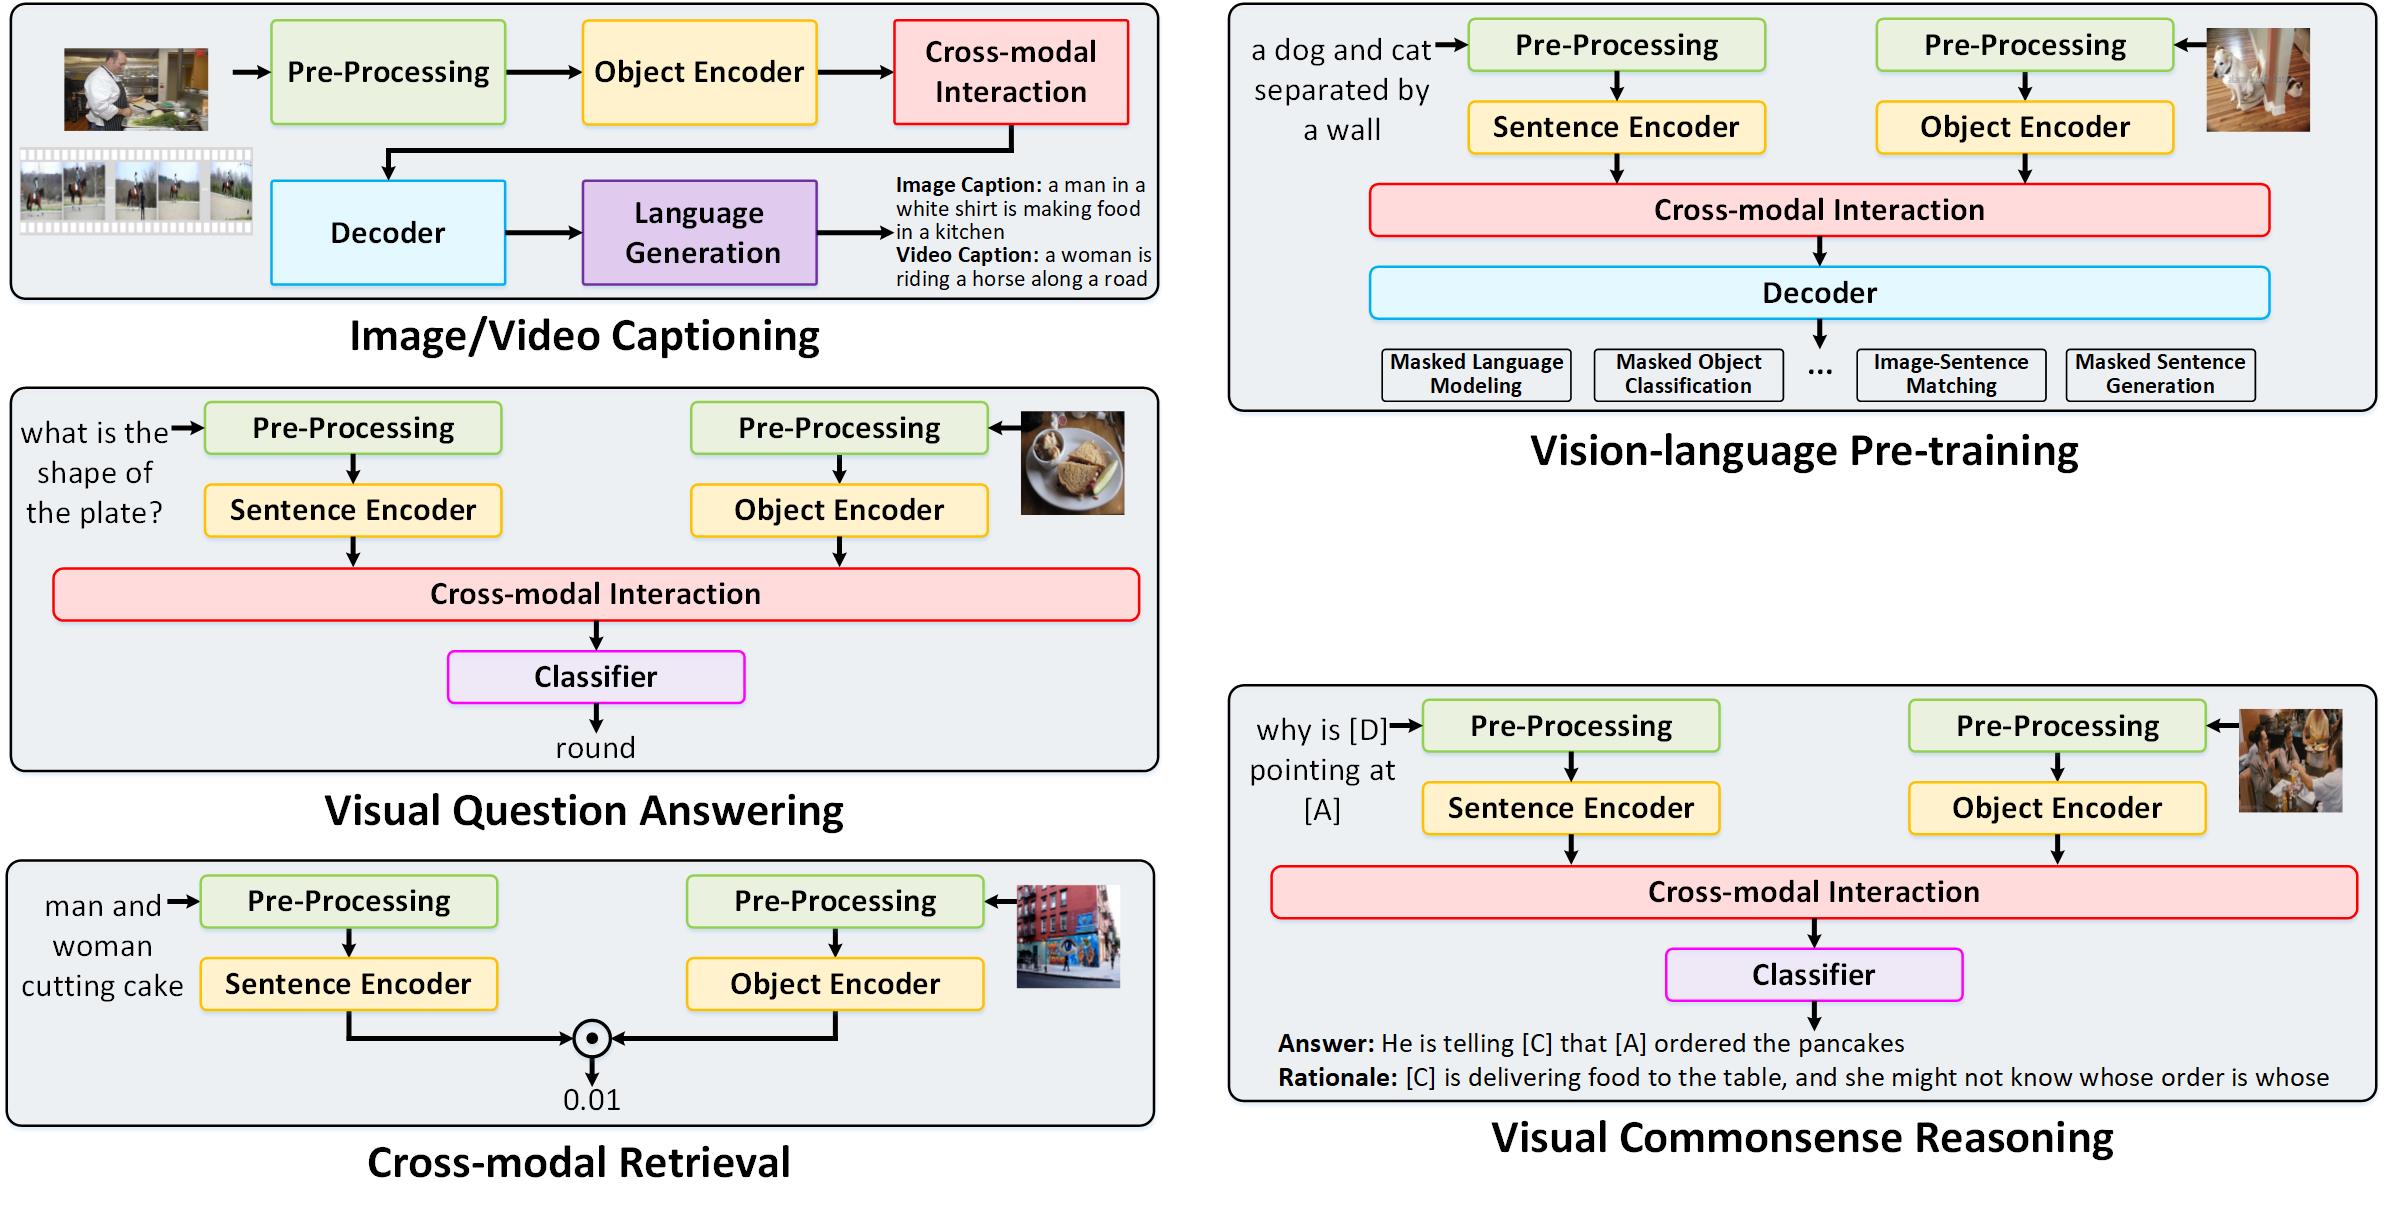 Pre-Processing
Object Encoder
Cross-modal
Interaction
Decoder
Language
Generation
Image Caption: a man in a
white shirt is making food
in a kitchen
Video Caption: a woman is
riding a horse along a road
Image/Video Captioning
what is the
shape of
the plate?
Pre-Processing
Pre-Processing
Sentence Encoder
Object Encoder
Cross-modal Interaction
Classifier
round
Visual Question Answering
man and
woman
cutting cake
Pre-Processing
Pre-Processing
Sentence Encoder
Object Encoder
0.01
Cross-modal Retrieval
a dog and cat
separated by
a wall
Pre-Processing
Pre-Processing
Sentence Encoder
Object Encoder
Cross-modal Interaction
Decoder
Masked Language
Modeling
Masked Object
Classification
...
Image-Sentence
Matching
Masked Sentence
Generation
Vision-language Pre-training
why is [D]
pointing at
[A]
Pre-Processing
Pre-Processing
Sentence Encoder
Object Encoder
Cross-modal Interaction
Classifier
Answer: He is telling [C] that [A] ordered the pancakes
Rationale: [C] is delivering food to the table, and she might not know whose order is whose
Visual Commonsense Reasoning